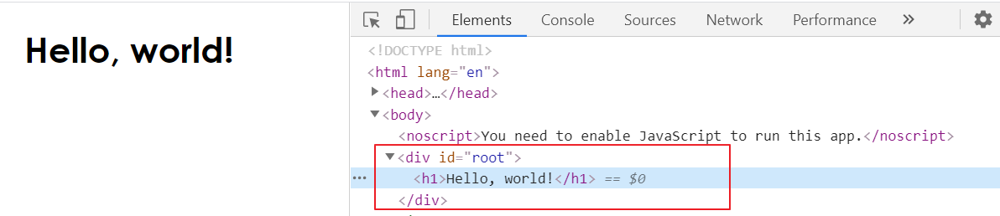 Hello, world!
Elements Console Sources Network Performance »
<!DOCTYPE html>
<html lang="en">
<head>…</head>
<body>
<noscript>You need to enable JavaScript to run this app.</noscript>
<div id="root">
… <h1>Hello, world!</h1> == $0
</div>